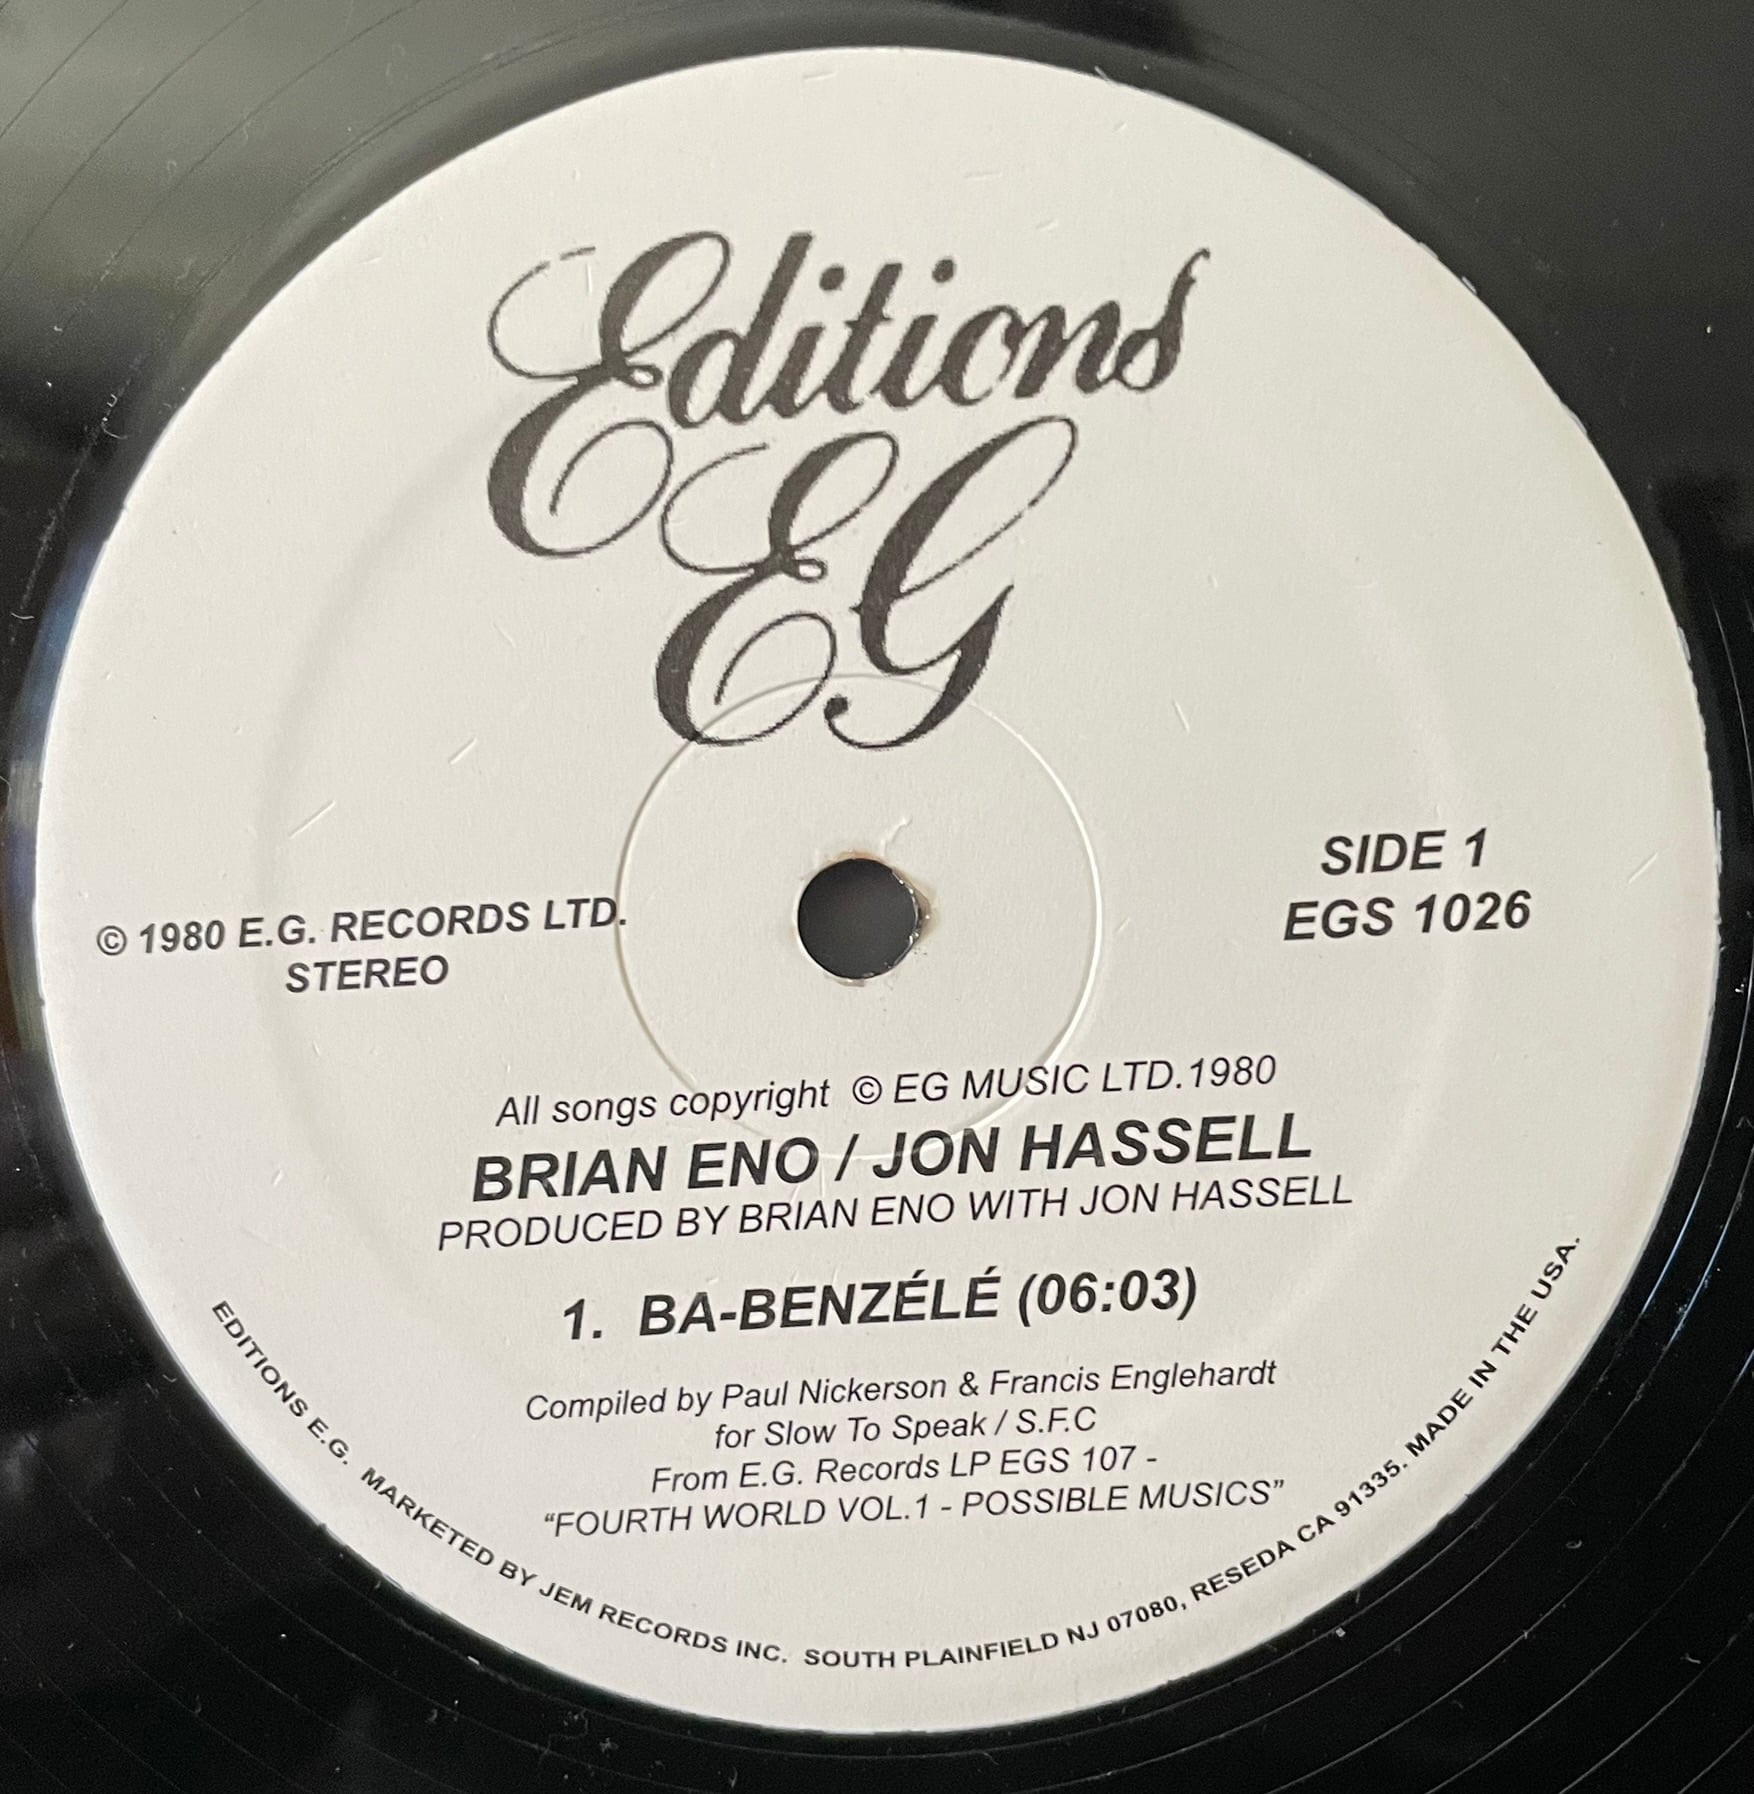 Editions
EG
SIDE 1
EGS 1026
© 1980 E.G. RECORDS LTD.
STEREO
All songs copyright © EG MUSIC LTD.1980
BRIAN ENO / JON HASSELL
PRODUCED BY BRIAN ENO WITH JON HASSELL
1. BA-BENZÉLÉ (06:03)
Compiled by Paul Nickerson & Francis Englehardt
for Slow To Speak / S.F.C
From E.G. Records LP EGS 107 -
“FOURTH WORLD VOL.1 - POSSIBLE MUSICS”
EDITIONS E.G. MARKETED BY JEM RECORDS INC. SOUTH PLAINFIELD NJ 07080, RESEDA CA 91335. MADE IN THE USA.